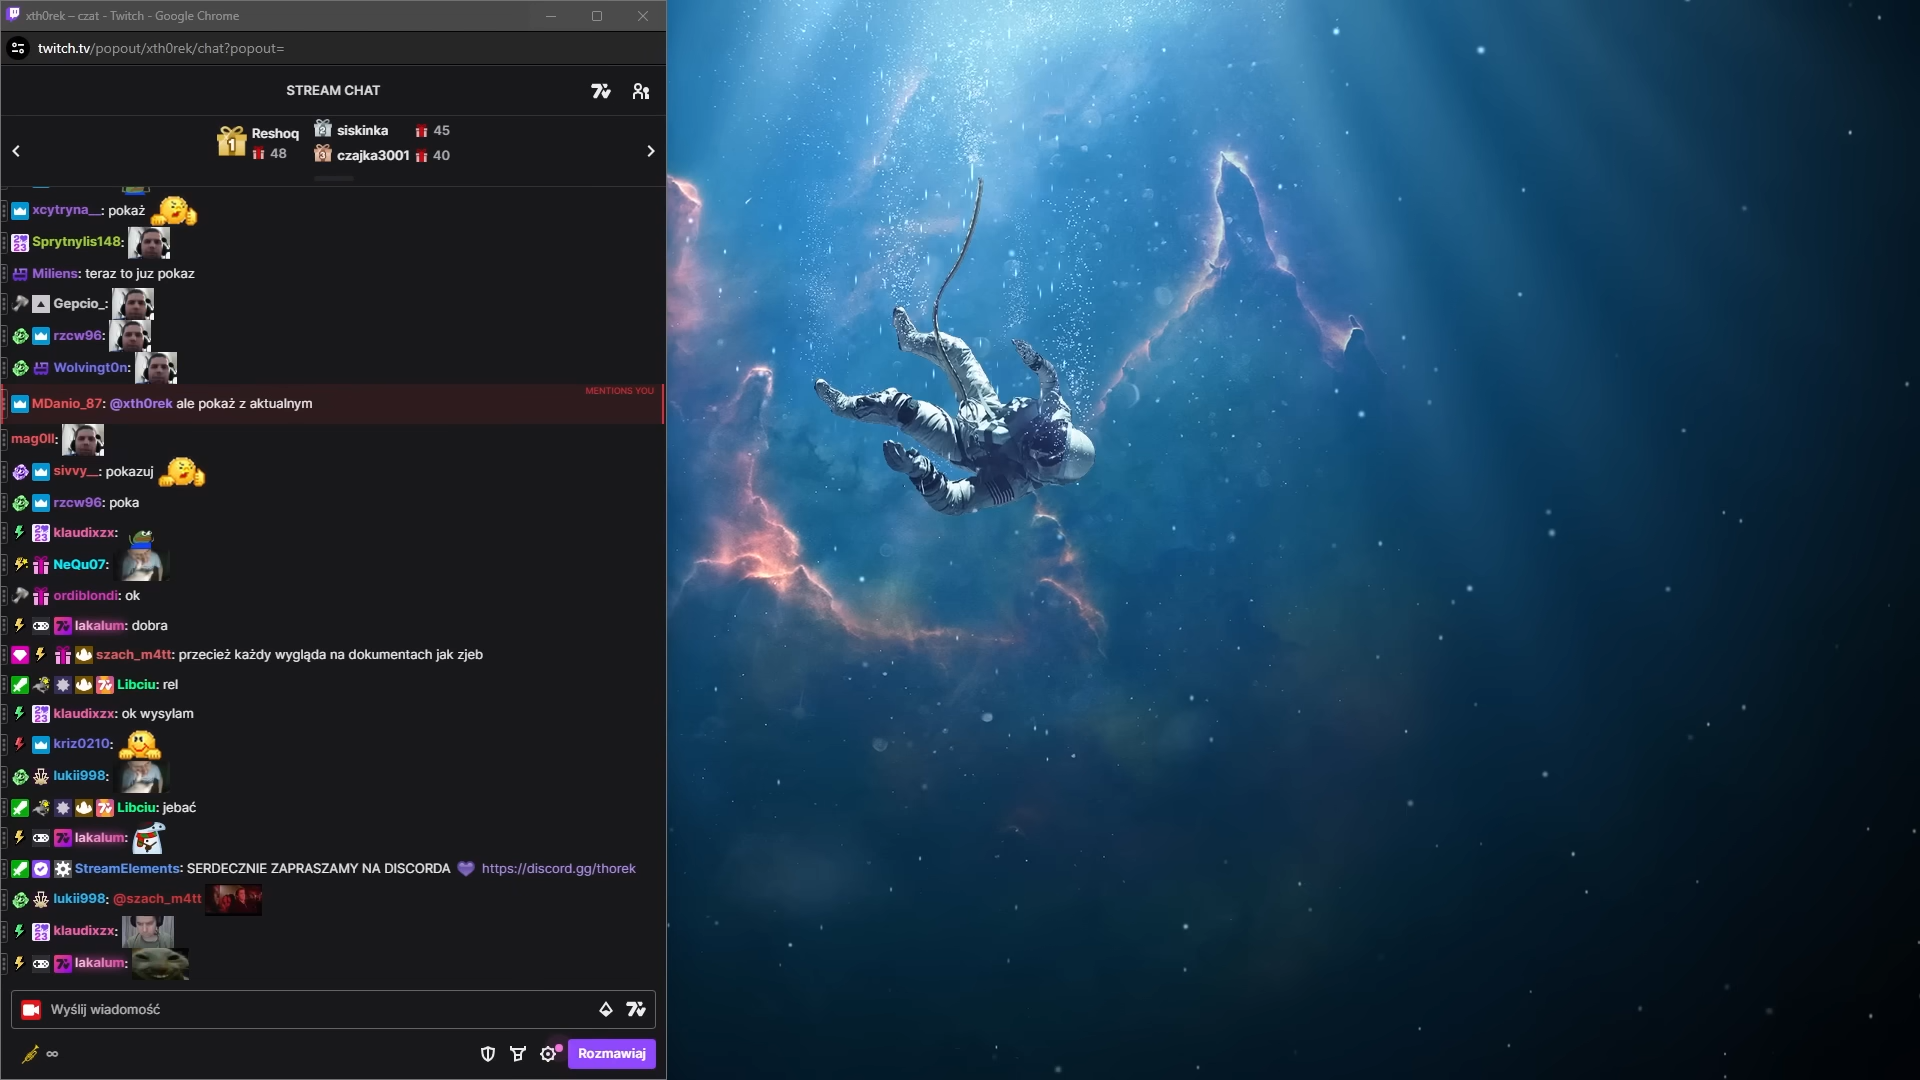 xth0rek – czat - Twitch - Google Chrome
twitch.tv/popout/xth0rek/chat?popout=
STREAM CHAT
1 Reshoq 48
2 siskinka 45
3 czajka3001 40
xcytryna__: pokaż
Sprytnylis148:
Miliens: teraz to juz pokaz
Gepcio_:
rzcw96:
Wolvingt0n:
MENTIONS YOU
MDanio_87: @xth0rek ale pokaż z aktualnym
mag0ll:
sivvy__: pokazuj
rzcw96: poka
klaudixzx:
NeQu07:
ordiblondi: ok
lakalum: dobra
szach_m4tt: przecież każdy wygląda na dokumentach jak zjeb
Libciu: rel
klaudixzx: ok wysylam
kriz0210:
lukii998:
Libciu: jebać
lakalum:
StreamElements: SERDECZNIE ZAPRASZAMY NA DISCORDA https://discord.gg/thorek
lukii998: @szach_m4tt
klaudixzx:
lakalum:
Wyślij wiadomość
∞
Rozmawiaj